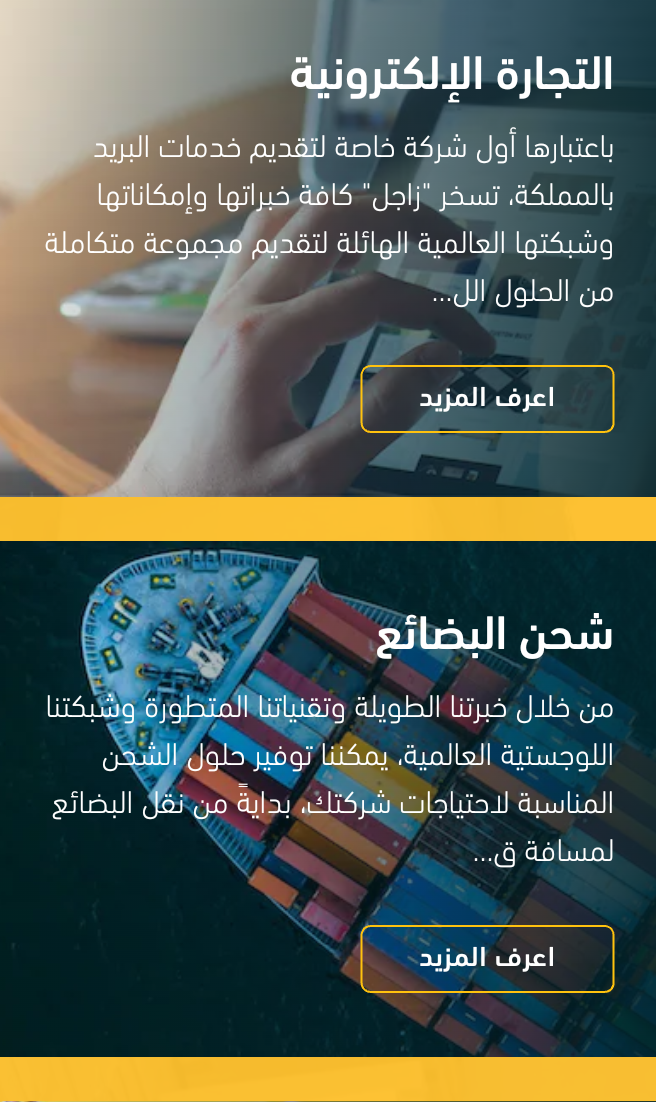 التجارة الإلكترونية
باعتبارها أول شركة خاصة لتقديم خدمات البريد
بالمملكة، تسخر "زاجل" كافة خبراتها وإمكاناتها
وشبكتها العالمية الهائلة لتقديم مجموعة متكاملة
من الحلول الل...
اعرف المزيد
شحن البضائع
من خلال خبرتنا الطويلة وتقنياتنا المتطورة وشبكتنا
اللوجستية العالمية، يمكننا توفير حلول الشحن
المناسبة لاحتياجات شركتك، بدايةً من نقل البضائع
لمسافة ق...
اعرف المزيد